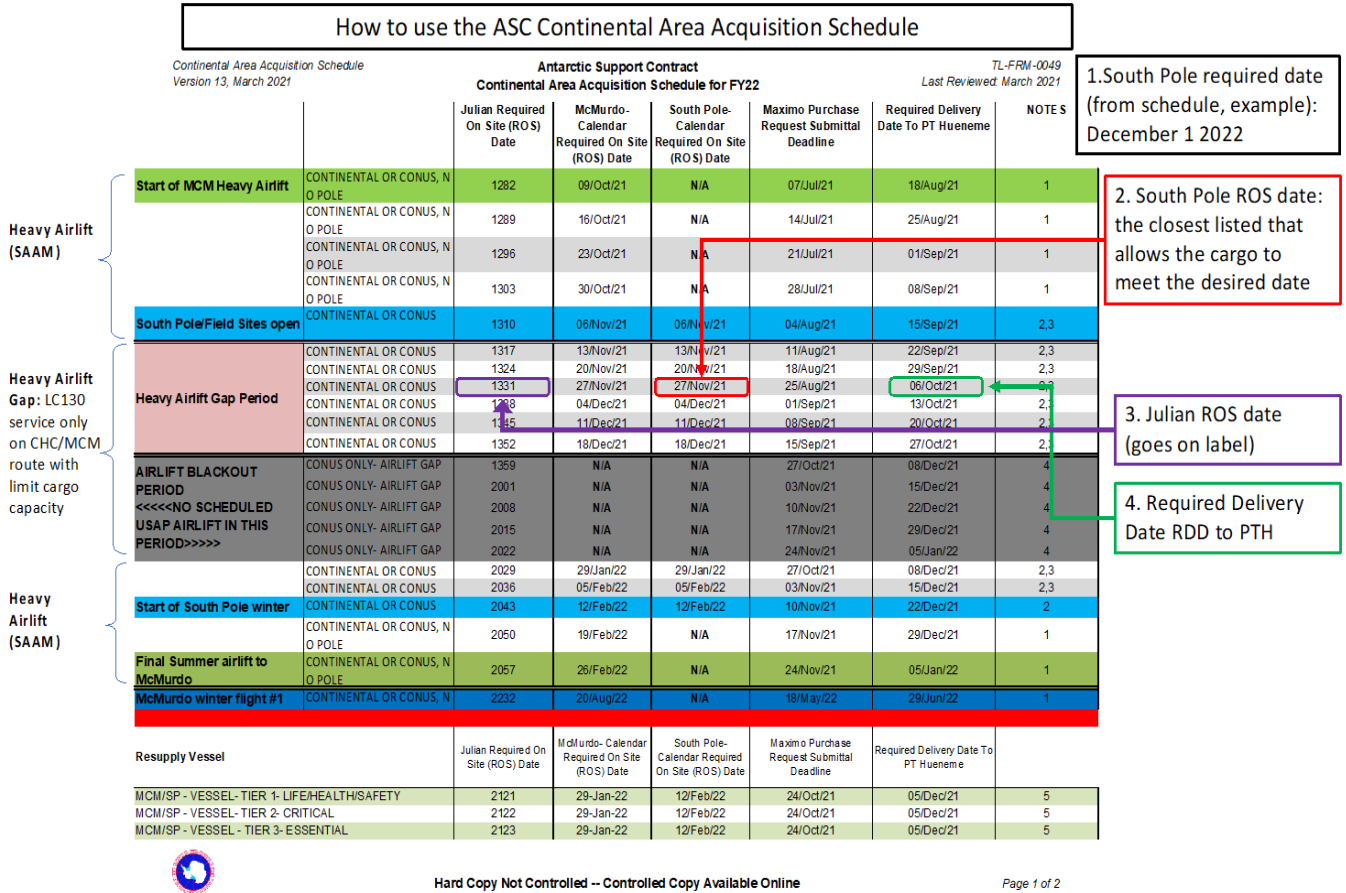 How to use the ASC Continental Area Acquisition Schedule
Continental Area Acquisition Schedule
Version 13, March 2021
Antarctic Support Contract
Continental Area Acquisition Schedule for FY22
TL-FRM-0049
Last Reviewed: March 2021
1.South Pole required date
(from schedule, example):
December 1 2022
2. South Pole ROS date:
the closest listed that
allows the cargo to
meet the desired date
3. Julian ROS date
(goes on label)
4. Required Delivery
Date RDD to PTH
Heavy Airlift
(SAAM)
Heavy Airlift
Gap: LC130
service only
on CHC/MCM
route with
limit cargo
capacity
Heavy
Airlift
(SAAM)
Julian Required On Site (ROS) Date McMurdo- Calendar Required On Site (ROS) Date South Pole- Calendar Required On Site (ROS) Date Maximo Purchase Request Submittal Deadline Required Delivery Date To PT Hueneme NOTES
Start of MCM Heavy Airlift CONTINENTAL OR CONUS, N O POLE 1282 09/Oct/21 N/A 07/Jul/21 18/Aug/21 1
CONTINENTAL OR CONUS, N O POLE 1289 16/Oct/21 N/A 14/Jul/21 25/Aug/21 1
CONTINENTAL OR CONUS, N O POLE 1296 23/Oct/21 N/A 21/Jul/21 01/Sep/21 1
CONTINENTAL OR CONUS, N O POLE 1303 30/Oct/21 N/A 28/Jul/21 08/Sep/21 1
South Pole/Field Sites open CONTINENTAL OR CONUS 1310 06/Nov/21 06/Nov/21 04/Aug/21 15/Sep/21 2,3
Heavy Airlift Gap Period
CONTINENTAL OR CONUS 1317 13/Nov/21 13/Nov/21 11/Aug/21 22/Sep/21 2,3
CONTINENTAL OR CONUS 1324 20/Nov/21 20/Nov/21 18/Aug/21 29/Sep/21 2,3
CONTINENTAL OR CONUS 1331 27/Nov/21 27/Nov/21 25/Aug/21 06/Oct/21 2,3
CONTINENTAL OR CONUS 1338 04/Dec/21 04/Dec/21 01/Sep/21 13/Oct/21 2,3
CONTINENTAL OR CONUS 1345 11/Dec/21 11/Dec/21 08/Sep/21 20/Oct/21 2,3
CONTINENTAL OR CONUS 1352 18/Dec/21 18/Dec/21 15/Sep/21 27/Oct/21 2,3
AIRLIFT BLACKOUT
PERIOD
<<<<<NO SCHEDULED
USAP AIRLIFT IN THIS
PERIOD>>>>>
CONUS ONLY- AIRLIFT GAP 1359 N/A N/A 27/Oct/21 08/Dec/21 4
CONUS ONLY- AIRLIFT GAP 2001 N/A N/A 03/Nov/21 15/Dec/21 4
CONUS ONLY- AIRLIFT GAP 2008 N/A N/A 10/Nov/21 22/Dec/21 4
CONUS ONLY- AIRLIFT GAP 2015 N/A N/A 17/Nov/21 29/Dec/21 4
CONUS ONLY- AIRLIFT GAP 2022 N/A N/A 24/Nov/21 05/Jan/22 4
CONTINENTAL OR CONUS 2029 29/Jan/22 29/Jan/22 27/Oct/21 08/Dec/21 2,3
CONTINENTAL OR CONUS 2036 05/Feb/22 05/Feb/22 03/Nov/21 15/Dec/21 2,3
Start of South Pole winter CONTINENTAL OR CONUS 2043 12/Feb/22 12/Feb/22 10/Nov/21 22/Dec/21 2
CONTINENTAL OR CONUS, N O POLE 2050 19/Feb/22 N/A 17/Nov/21 29/Dec/21 1
Final Summer airlift to McMurdo CONTINENTAL OR CONUS, N O POLE 2057 26/Feb/22 N/A 24/Nov/21 05/Jan/22 1
McMurdo winter flight #1 CONTINENTAL OR CONUS, N 2232 20/Aug/22 N/A 18/May/22 29/Jun/22 1
Resupply Vessel Julian Required On Site (ROS) Date McMurdo- Calendar Required On Site (ROS) Date South Pole- Calendar Required On Site (ROS) Date Maximo Purchase Request Submittal Deadline Required Delivery Date To PT Hueneme
MCM/SP - VESSEL- TIER 1- LIFE/HEALTH/SAFETY 2121 29-Jan-22 12/Feb/22 24/Oct/21 05/Dec/21 5
MCM/SP - VESSEL- TIER 2- CRITICAL 2122 29-Jan-22 12/Feb/22 24/Oct/21 05/Dec/21 5
MCM/SP - VESSEL - TIER 3- ESSENTIAL 2123 29-Jan-22 12/Feb/22 24/Oct/21 05/Dec/21 5
Hard Copy Not Controlled -- Controlled Copy Available Online
Page 1 of 2